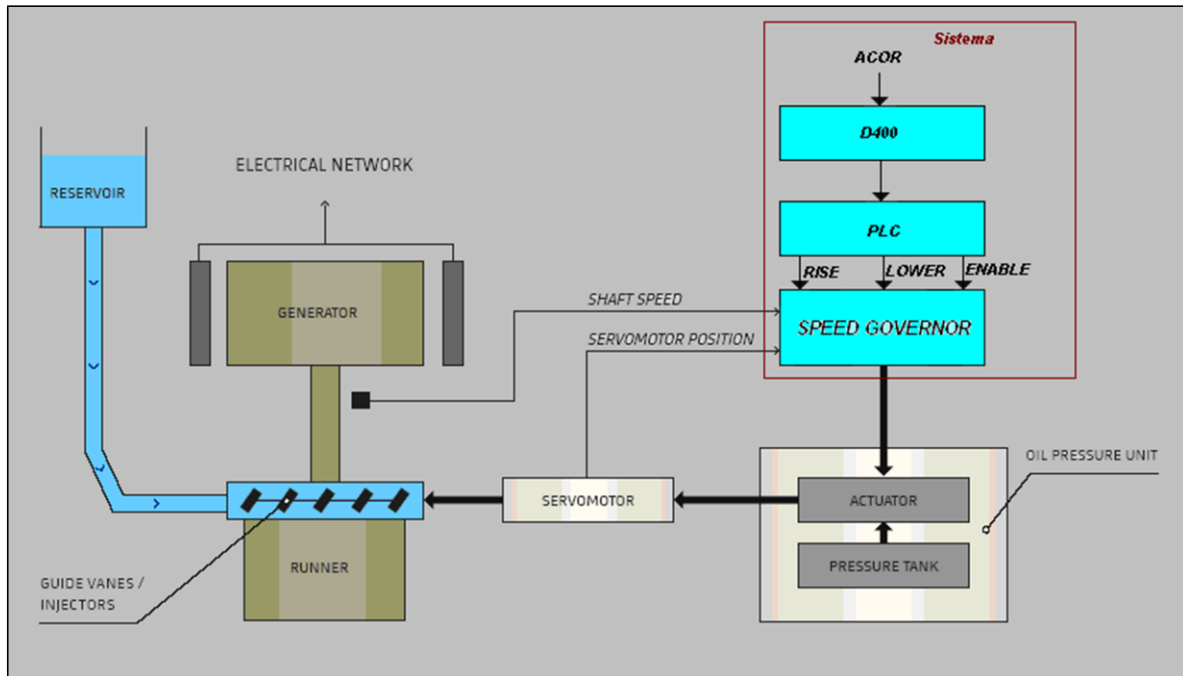 Sistema
ACOR
D400
PLC
RISE
LOWER
ENABLE
SPEED GOVERNOR
RESERVOIR
ELECTRICAL NETWORK
GENERATOR
SHAFT SPEED
SERVOMOTOR POSITION
OIL PRESSURE UNIT
SERVOMOTOR
ACTUATOR
PRESSURE TANK
RUNNER
GUIDE VANES /
INJECTORS